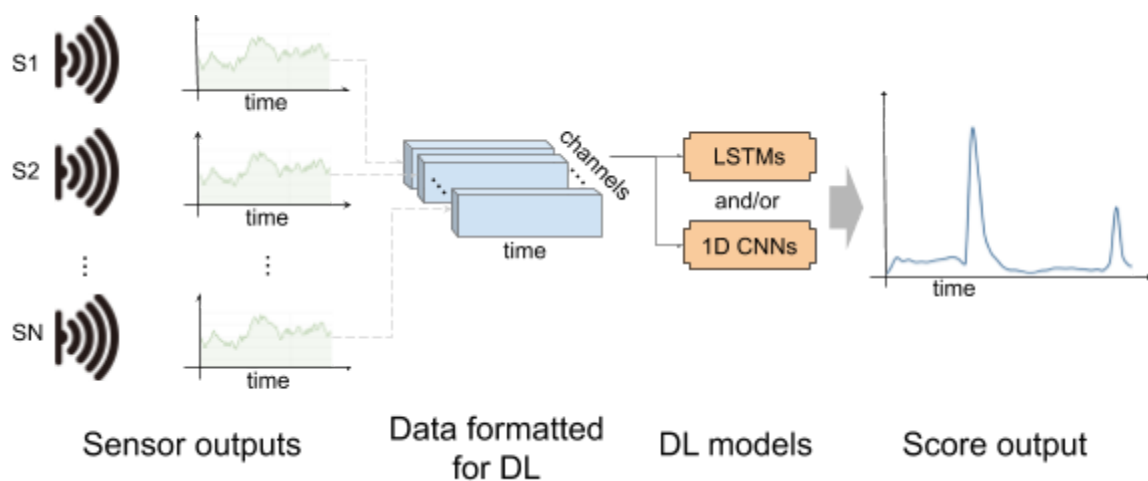 S1
time
S2
time
SN
time
channels
time
LSTMs
and/or
1D CNNs
time
Sensor outputs
Data formatted
for DL
DL models
Score output